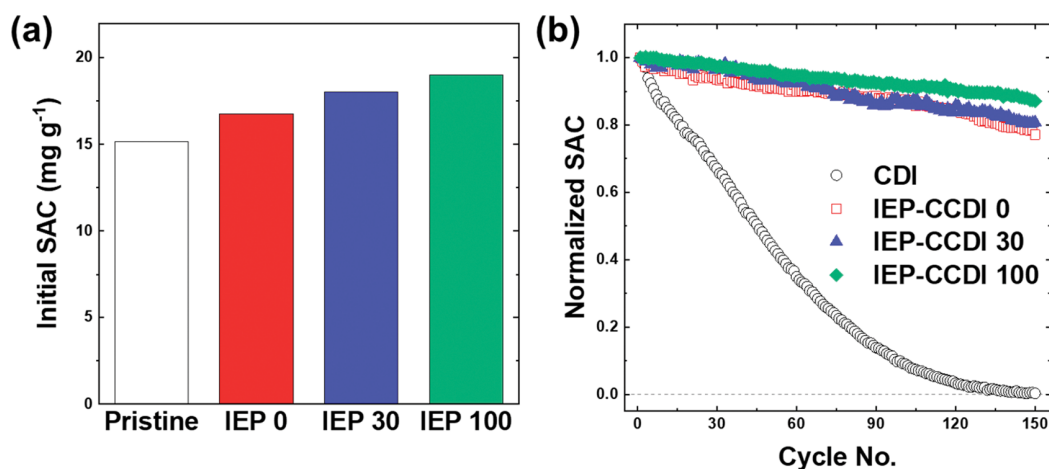 (a)
Initial SAC (mg g⁻¹)
20
15
10
5
0
Pristine IEP 0 IEP 30 IEP 100
(b)
Normalized SAC
1.0
0.8
0.6
0.4
0.2
0.0
CDI
IEP-CCDI 0
IEP-CCDI 30
IEP-CCDI 100
0 30 60 90 120 150
Cycle No.